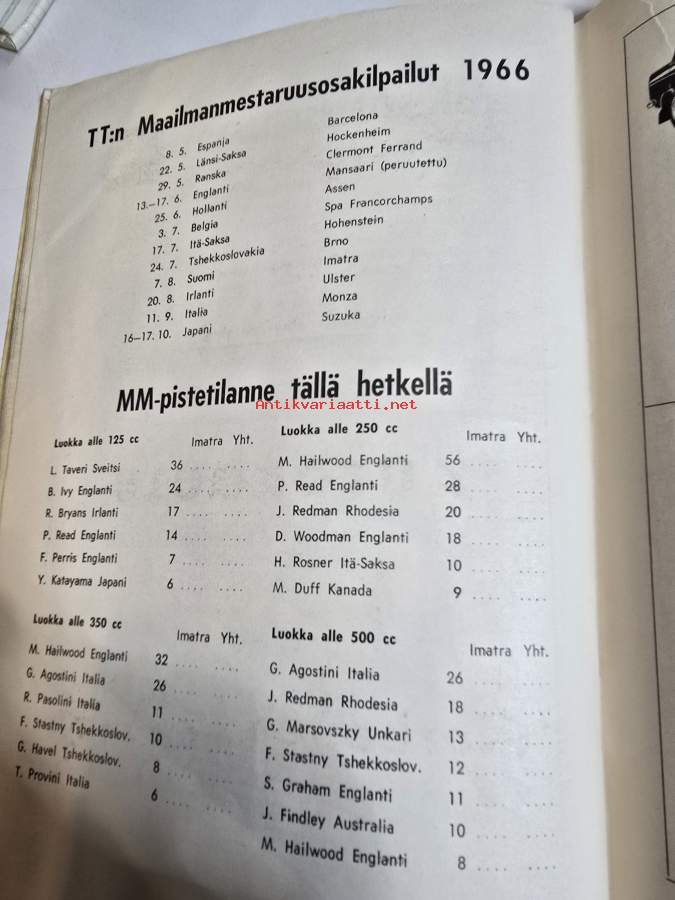 TT:n Maailmanmestaruusosakilpailut 1966
8. 5. Espanja Barcelona
22. 5. Länsi-Saksa Hockenheim
29. 5. Ranska Clermont Ferrand
13.–17. 6. Englanti Mansaari (peruutettu)
25. 6. Hollanti Assen
3. 7. Belgia Spa Francorchamps
17. 7. Itä-Saksa Hohenstein
24. 7. Tshekkoslovakia Brno
7. 8. Suomi Imatra
20. 8. Irlanti Ulster
11. 9. Italia Monza
16–17. 10. Japani Suzuka
MM-pistetilanne tällä hetkellä
Antikvariaatti.net
Luokka alle 125 cc Imatra Yht.
L. Taveri Sveitsi 36 .... ....
B. Ivy Englanti 24 .... ....
R. Bryans Irlanti 17 .... ....
P. Read Englanti 14 .... ....
F. Perris Englanti 7 .... ....
Y. Katayama Japani 6 .... ....
Luokka alle 250 cc Imatra Yht.
M. Hailwood Englanti 56 .... ....
P. Read Englanti 28 .... ....
J. Redman Rhodesia 20 .... ....
D. Woodman Englanti 18 .... ....
H. Rosner Itä-Saksa 10 .... ....
M. Duff Kanada 9 .... ....
Luokka alle 350 cc Imatra Yht.
M. Hailwood Englanti 32 .... ....
G. Agostini Italia 26 .... ....
R. Pasolini Italia 11 .... ....
F. Stastny Tshekkoslov. 10 .... ....
G. Havel Tshekkoslov. 8 .... ....
T. Provini Italia 6 .... ....
Luokka alle 500 cc Imatra Yht.
G. Agostini Italia 26 .... ....
J. Redman Rhodesia 18 .... ....
G. Marsovszky Unkari 13 .... ....
F. Stastny Tshekkoslov. 12 .... ....
S. Graham Englanti 11 .... ....
J. Findley Australia 10 .... ....
M. Hailwood Englanti 8 .... ....